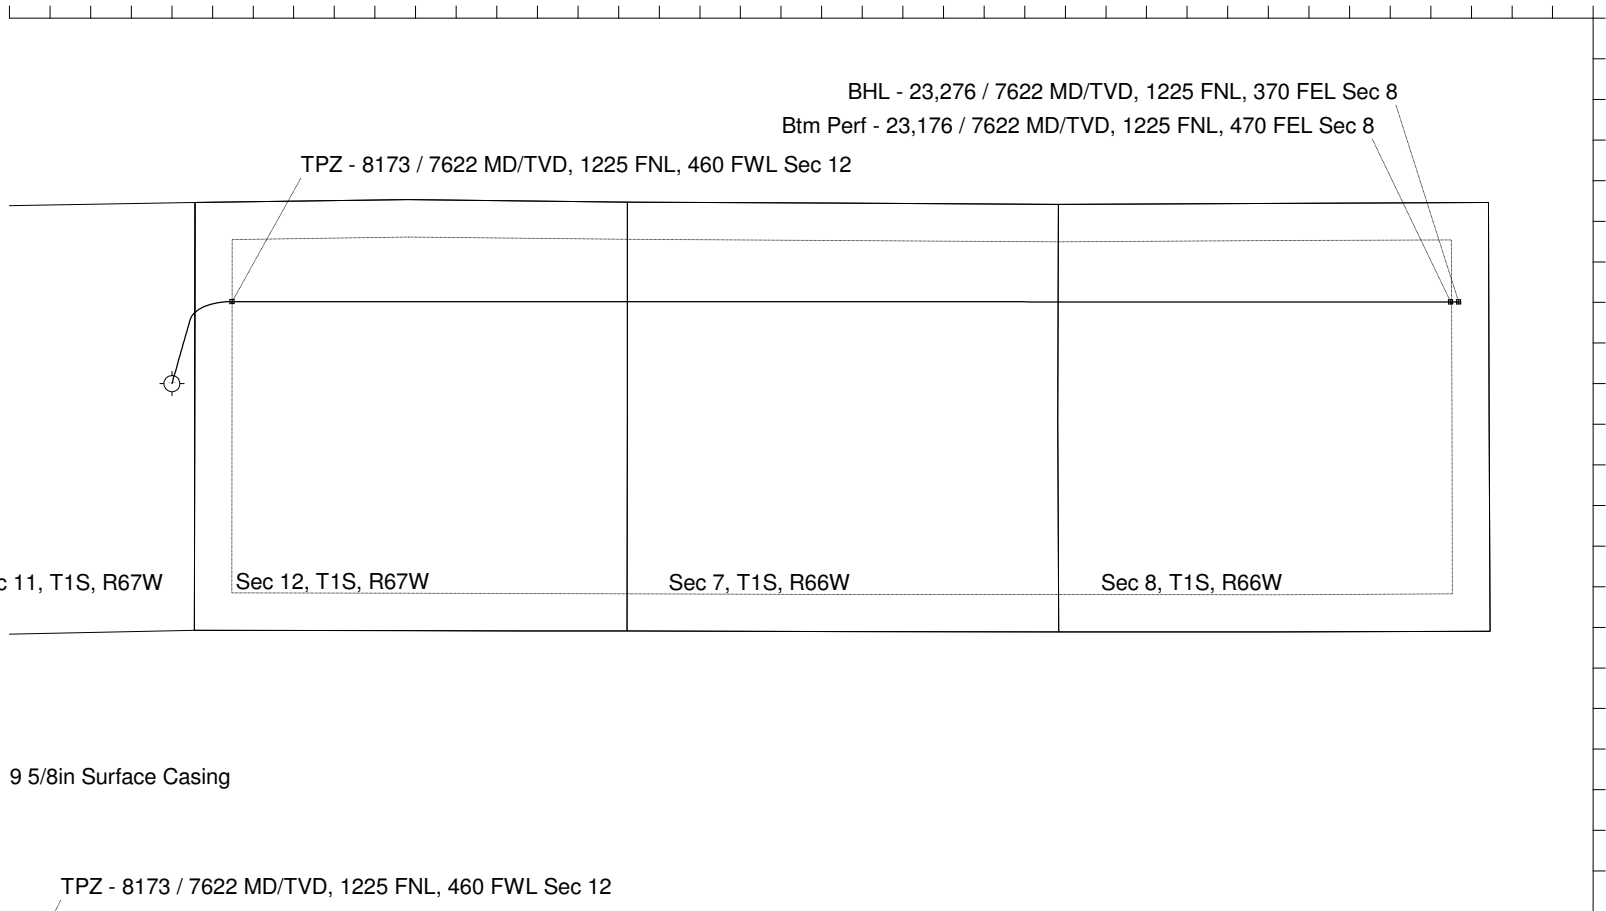 BHL - 23,276 / 7622 MD/TVD, 1225 FNL, 370 FEL Sec 8
Btm Perf - 23,176 / 7622 MD/TVD, 1225 FNL, 470 FEL Sec 8
TPZ - 8173 / 7622 MD/TVD, 1225 FNL, 460 FWL Sec 12
c 11, T1S, R67W
Sec 12, T1S, R67W
Sec 7, T1S, R66W
Sec 8, T1S, R66W
9 5/8in Surface Casing
TPZ - 8173 / 7622 MD/TVD, 1225 FNL, 460 FWL Sec 12